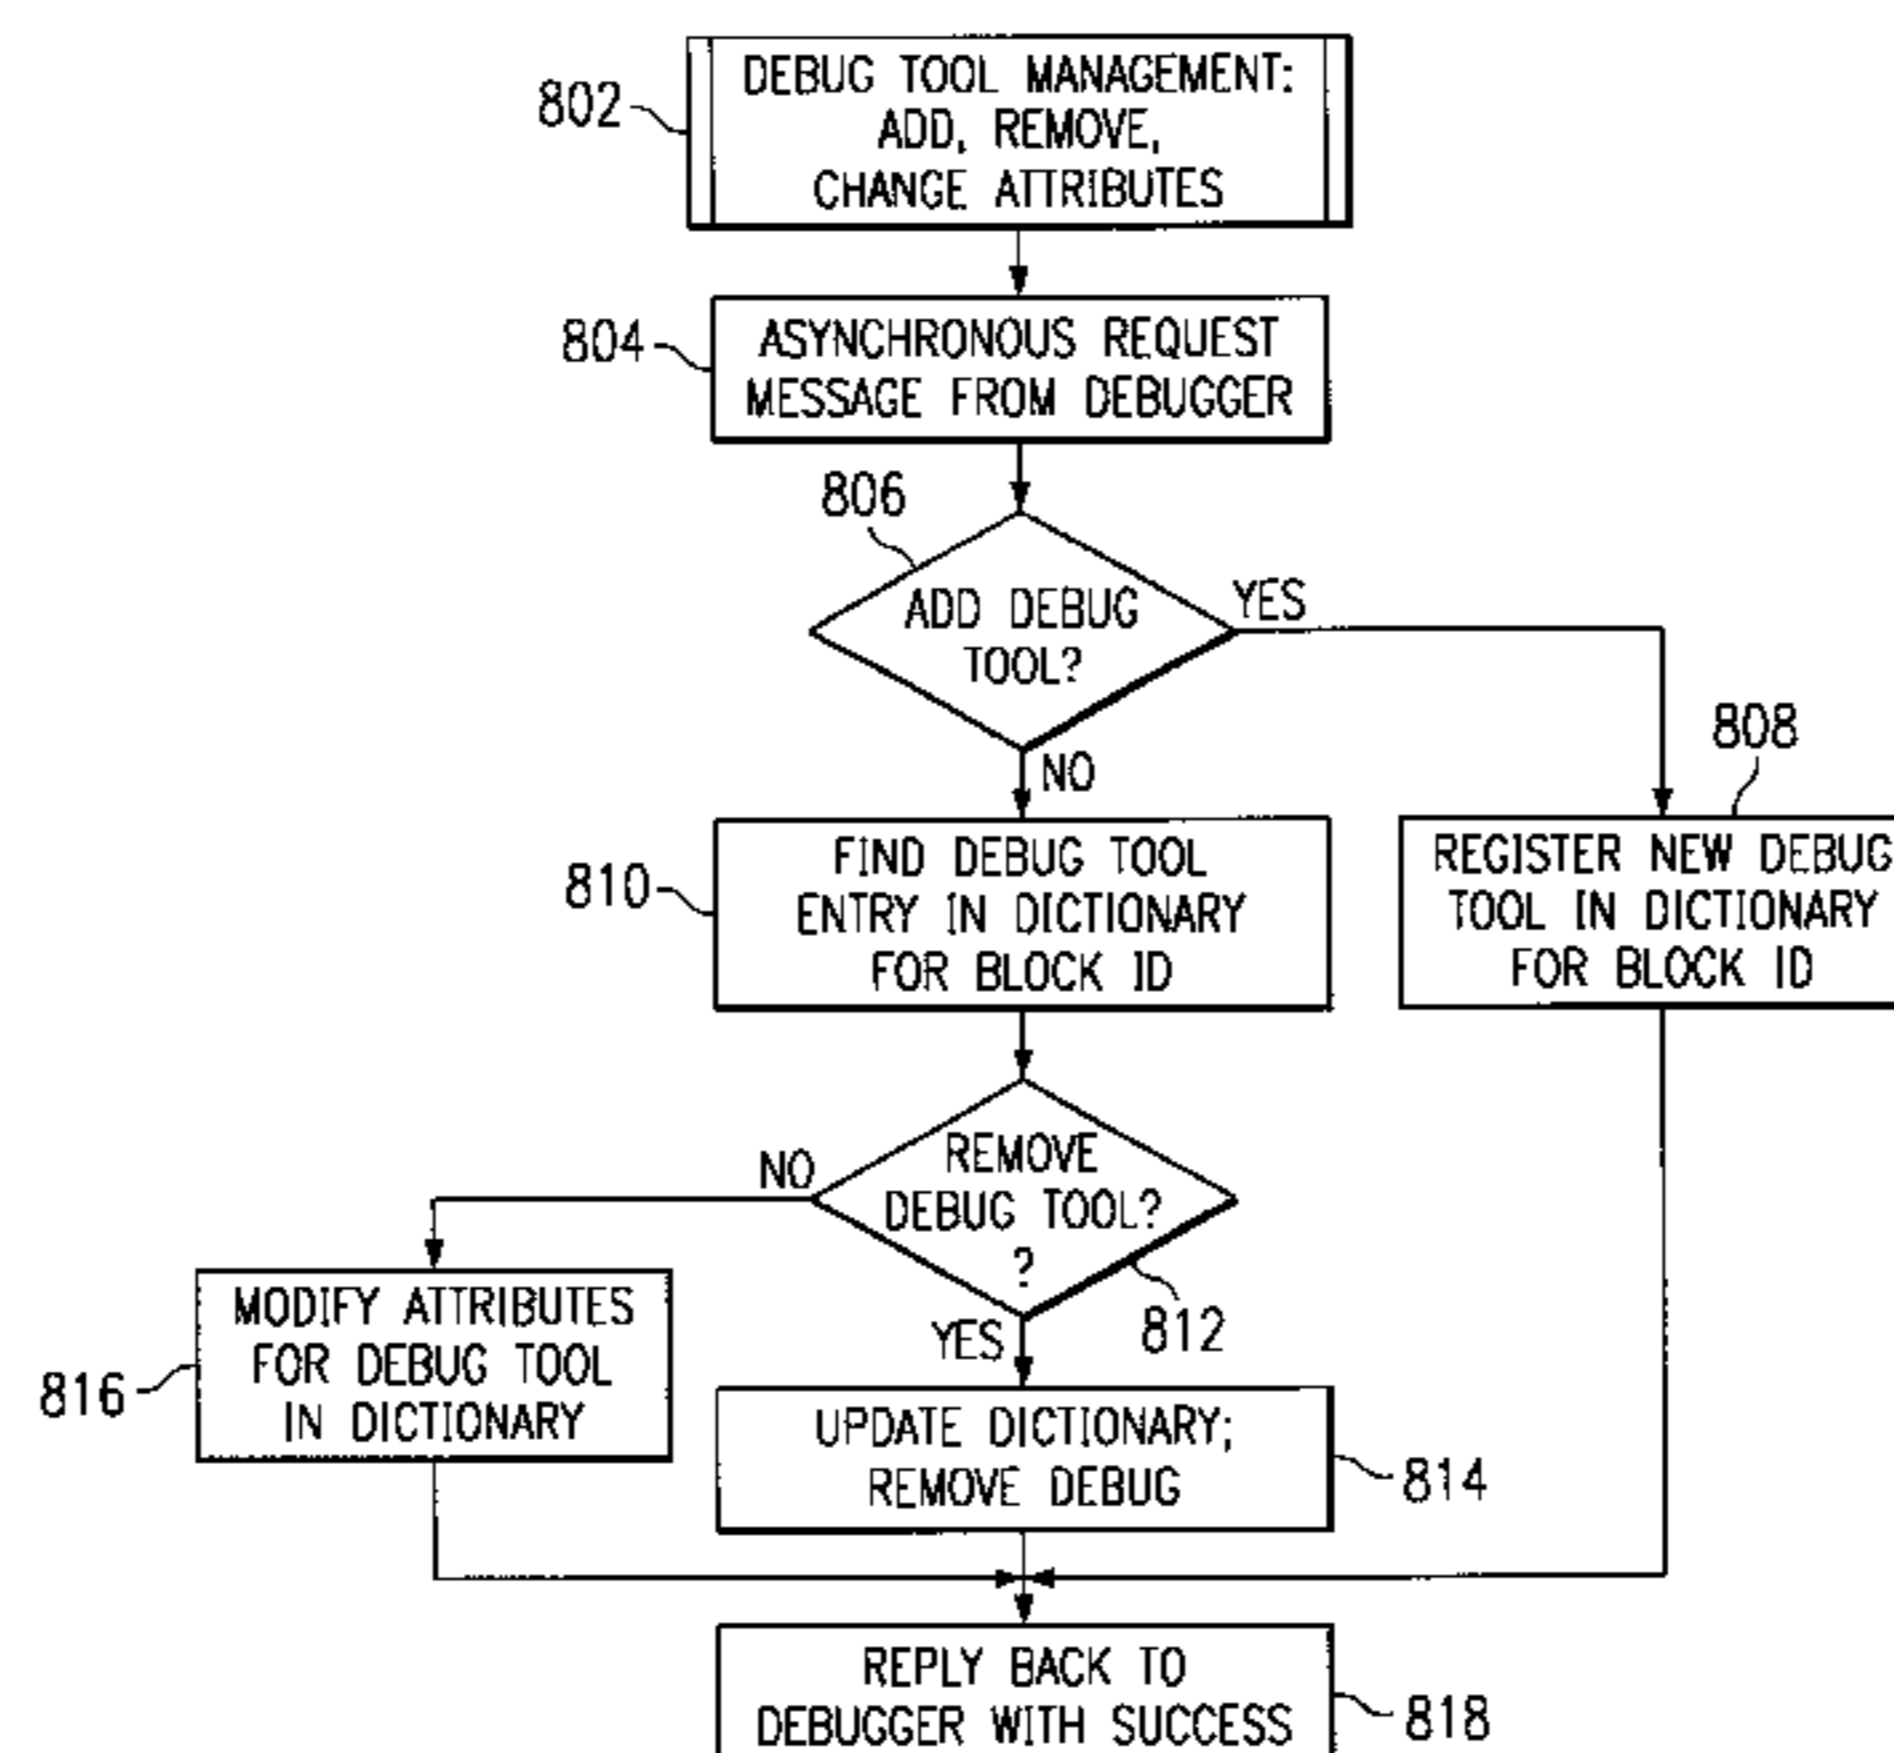 802
DEBUG TOOL MANAGEMENT:
ADD, REMOVE,
CHANGE ATTRIBUTES
804
ASYNCHRONOUS REQUEST
MESSAGE FROM DEBUGGER
806
ADD DEBUG
TOOL?
YES
NO
808
REGISTER NEW DEBUG
TOOL IN DICTIONARY
FOR BLOCK ID
810
FIND DEBUG TOOL
ENTRY IN DICTIONARY
FOR BLOCK ID
NO
REMOVE
DEBUG TOOL?
?
812
YES
816
MODIFY ATTRIBUTES
FOR DEBUG TOOL
IN DICTIONARY
UPDATE DICTIONARY;
REMOVE DEBUG
814
REPLY BACK TO
DEBUGGER WITH SUCCESS
818